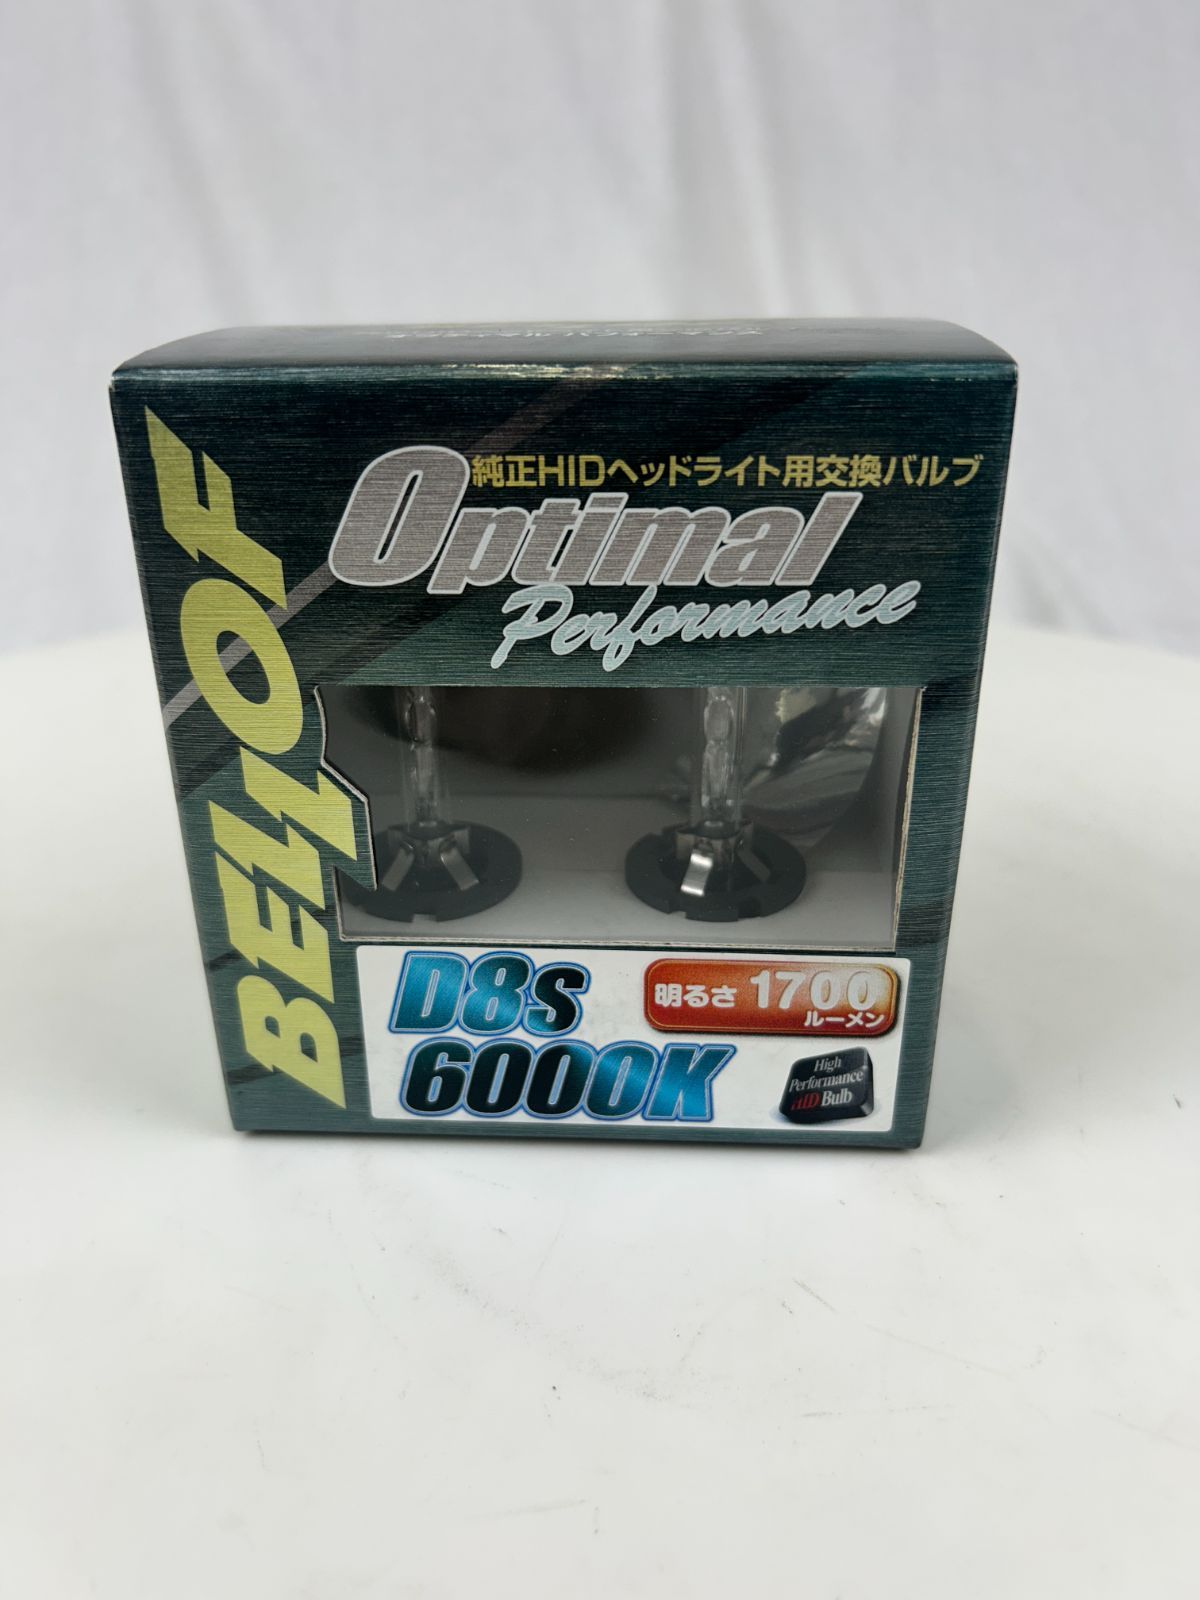 純正HIDヘッドライト用交換バルブ
Optimal
Performance
BELLOF
D8s
6000K
明るさ 1700
ルーメン
High
Performance
HID Bulb